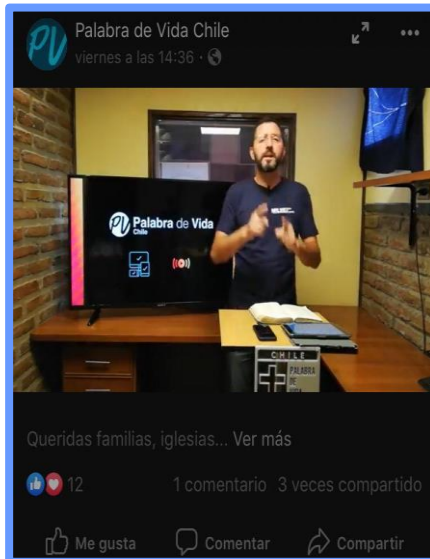 Palabra de Vida Chile
viernes a las 14:36 ·
PV Palabra de Vida
Chile
CHILE
PALABRA
DE
VIDA
Queridas familias, iglesias... Ver más
12
1 comentario 3 veces compartido
Me gusta
Comentar
Compartir